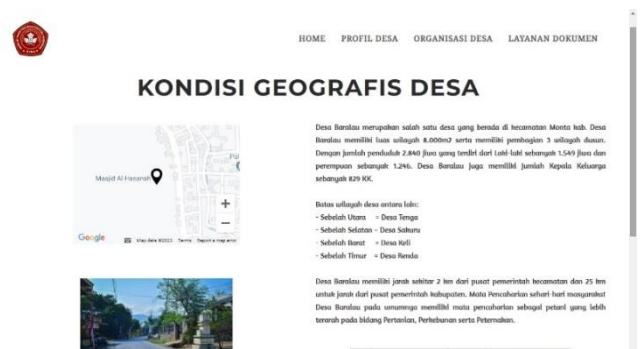 HOME PROFIL DESA ORGANISASI DESA LAYANAN DOKUMEN
KONDISI GEOGRAFIS DESA
Masjid Al Hasanah
Google
Map data ©2023 Terms Report a map error
Desa Baralau merupakan salah satu desa yang berada di kecamatan Monta kab. Desa
Baralau memiliki luas wilayah 8.000m2 serta memiliki pembagian 3 wilayah dusun.
Dengan jumlah penduduk 2.840 jiwa yang terdiri dari Laki-laki sebanyak 1.549 jiwa dan
perempuan sebanyak 1.246. Desa Baralau juga memiliki jumlah Kepala Keluarga
sebanyak 829 KK.
Batas wilayah desa antara lain:
- Sebelah Utara = Desa Tenga
- Sebelah Selatan = Desa Sakuru
- Sebelah Barat = Desa Keli
- Sebelah Timur = Desa Renda
Desa Baralau memiliki jarak sekitar 2 km dari pusat pemerintah kecamatan dan 25 km
untuk jarak dari pusat pemerintah kabupaten. Mata Pencaharian sehari-hari masyarakat
Desa Baralau pada umumnya memiliki mata pencaharian sebagai petani yang lebih
terarah pada bidang Pertanian, Perkebunan serta Peternakan.